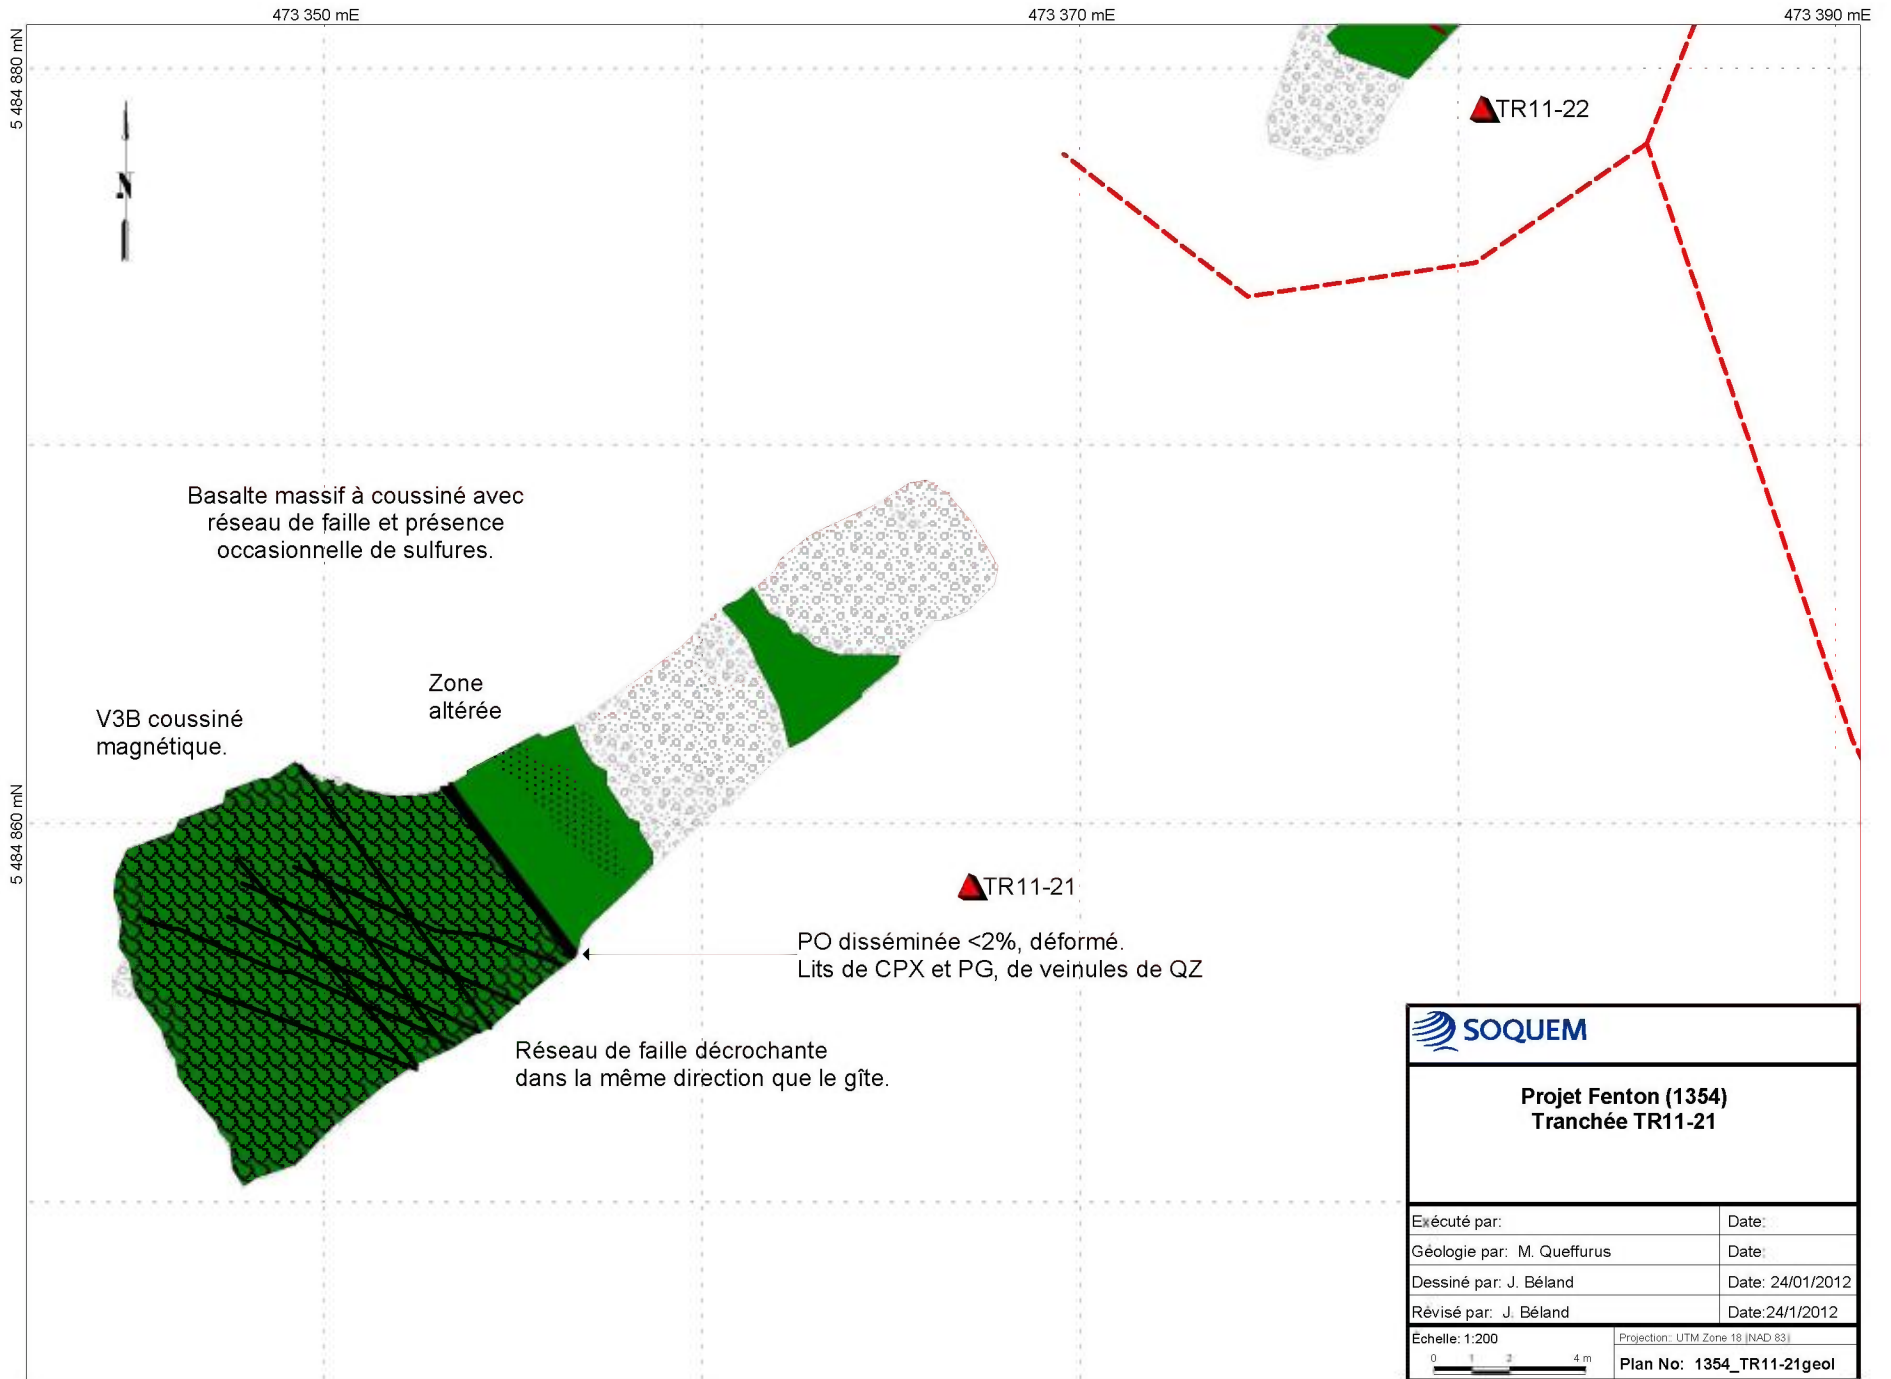 473 350 mE
473 370 mE
473 390 mE
5 484 880 mN
N
TR11-22
Basalte massif à coussiné avec
réseau de faille et présence
occasionnelle de sulfures.
Zone
altérée
V3B coussiné
magnétique.
5 484 860 mN
TR11-21
PO disséminée <2%, déformé.
Lits de CPX et PG, de veinules de QZ
Réseau de faille décrochante
dans la même direction que le gîte.
SOQUEM
Projet Fenton (1354)
Tranchée TR11-21
Exécuté par:
Date:
Géologie par: M. Queffurus
Date:
Dessiné par: J. Béland
Date: 24/01/2012
Révisé par: J. Béland
Date:24/1/2012
Échelle: 1:200
0 1 2 4 m
Projection: UTM Zone 18 (NAD 83)
Plan No: 1354_TR11-21geol